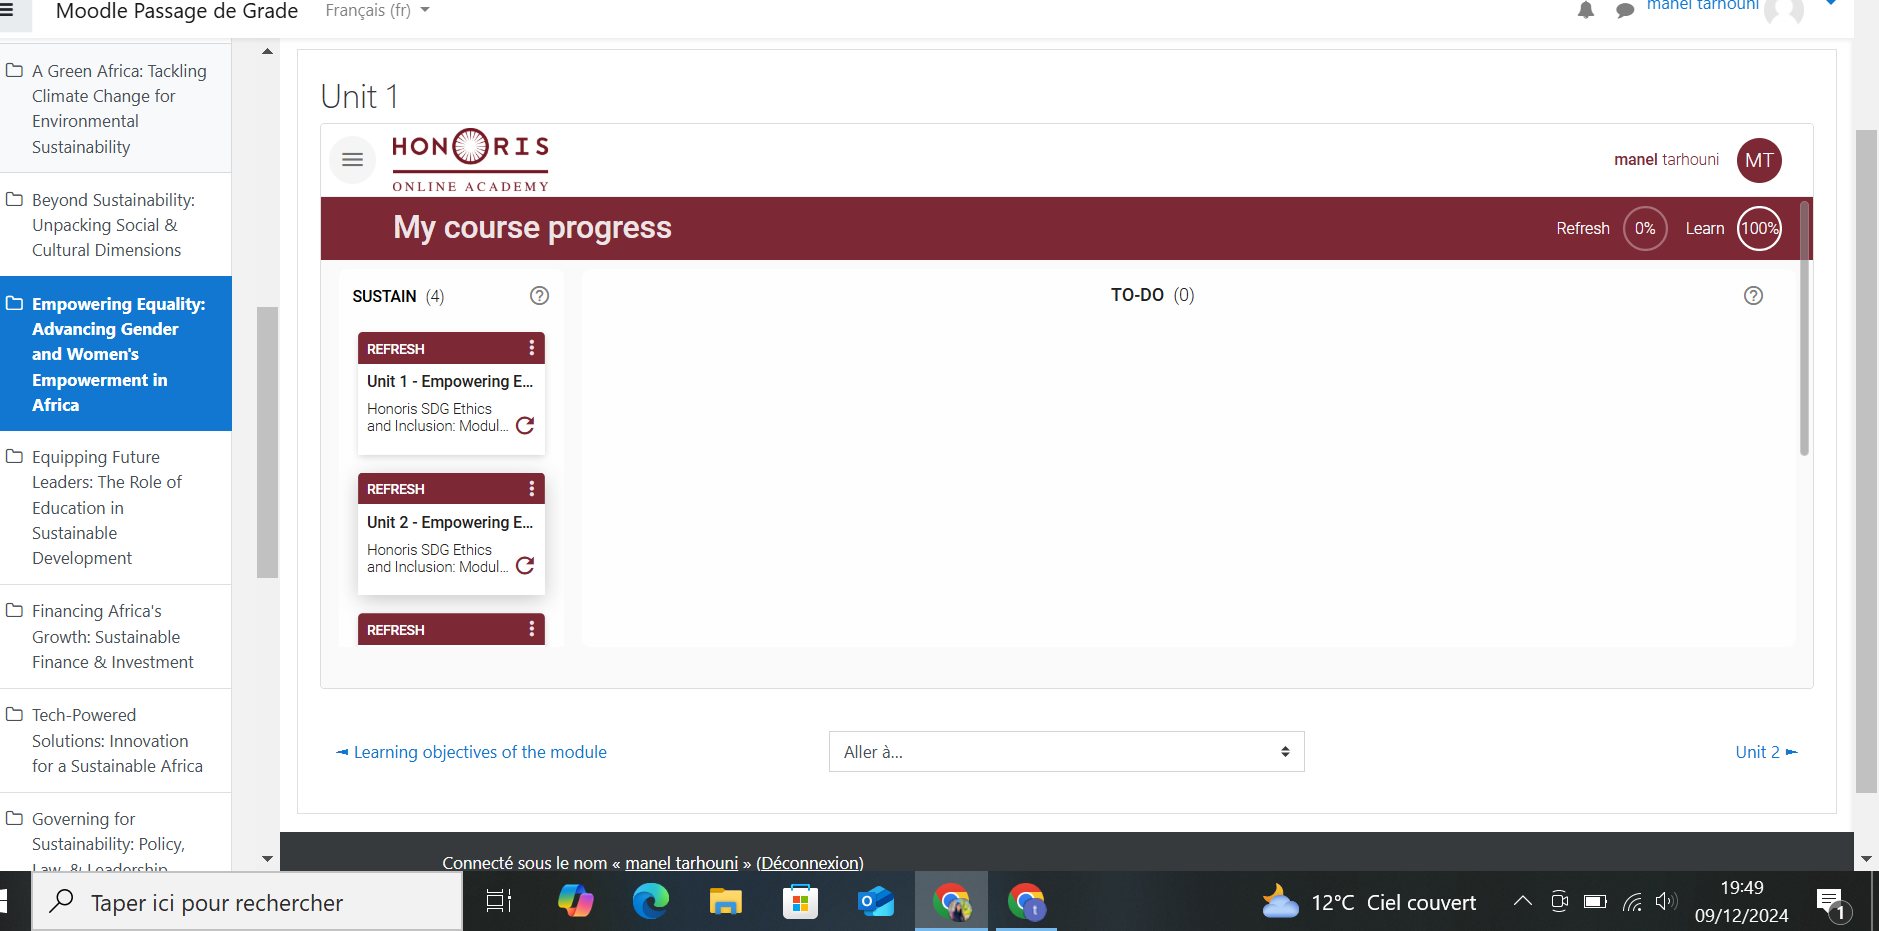 Moodle Passage de Grade
Français (fr)
manel tarhouni
A Green Africa: Tackling
Climate Change for
Environmental
Sustainability
Beyond Sustainability:
Unpacking Social &
Cultural Dimensions
Empowering Equality:
Advancing Gender
and Women's
Empowerment in
Africa
Equipping Future
Leaders: The Role of
Education in
Sustainable
Development
Financing Africa's
Growth: Sustainable
Finance & Investment
Tech-Powered
Solutions: Innovation
for a Sustainable Africa
Governing for
Sustainability: Policy,
Law, & Leadership
Unit 1
HONORIS
ONLINE ACADEMY
manel tarhouni
MT
My course progress
Refresh 0% Learn 100%
SUSTAIN (4)
TO-DO (0)
REFRESH
Unit 1 - Empowering E...
Honoris SDG Ethics
and Inclusion: Modul...
REFRESH
Unit 2 - Empowering E...
Honoris SDG Ethics
and Inclusion: Modul...
REFRESH
◄ Learning objectives of the module
Aller à...
Unit 2 ►
Connecté sous le nom « manel tarhouni » (Déconnexion)
Taper ici pour rechercher
t
12°C Ciel couvert
19:49
09/12/2024
1